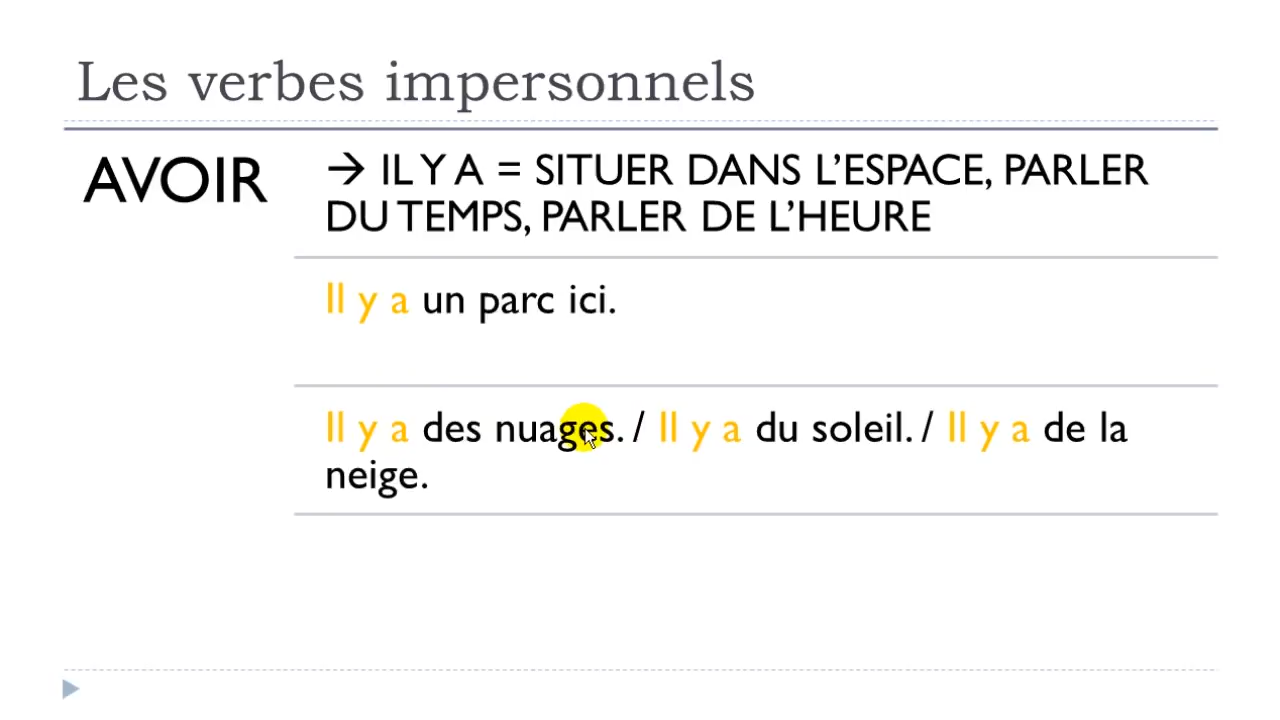 Les verbes impersonnels
AVOIR
→ IL Y A = SITUER DANS L’ESPACE, PARLER
DU TEMPS, PARLER DE L’HEURE
Il y a un parc ici.
Il y a des nuages. / Il y a du soleil. / Il y a de la
neige.